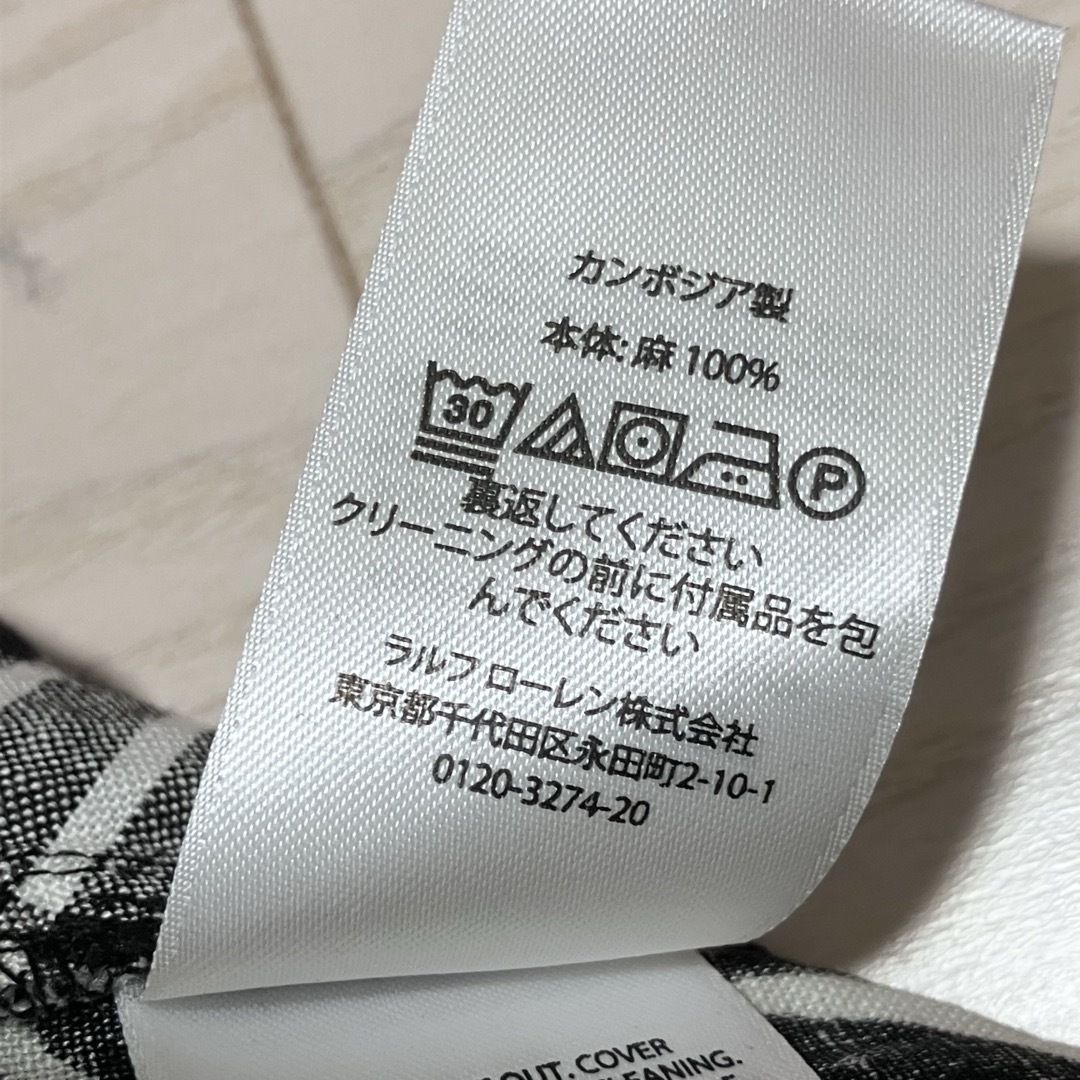 カンボジア製
本体: 麻 100%
30 P
裏返してください
クリーニングの前に付属品を包
んでください
ラルフ ローレン株式会社
東京都千代田区永田町2-10-1
0120-3274-20
OUT. COVER